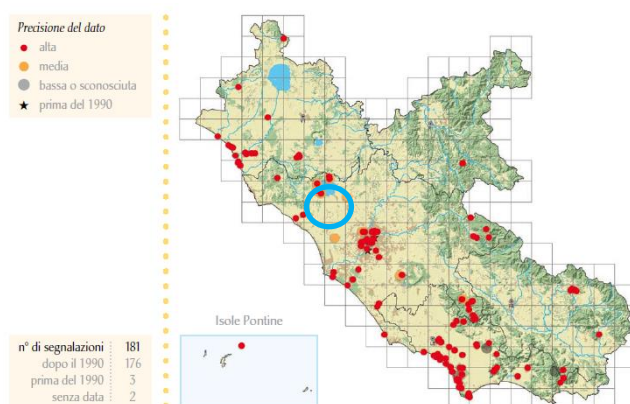 Precisione del dato
alta
media
bassa o sconosciuta
prima del 1990
Isole Pontine
n° di segnalazioni 181
dopo il 1990 176
prima del 1990 3
senza data 2